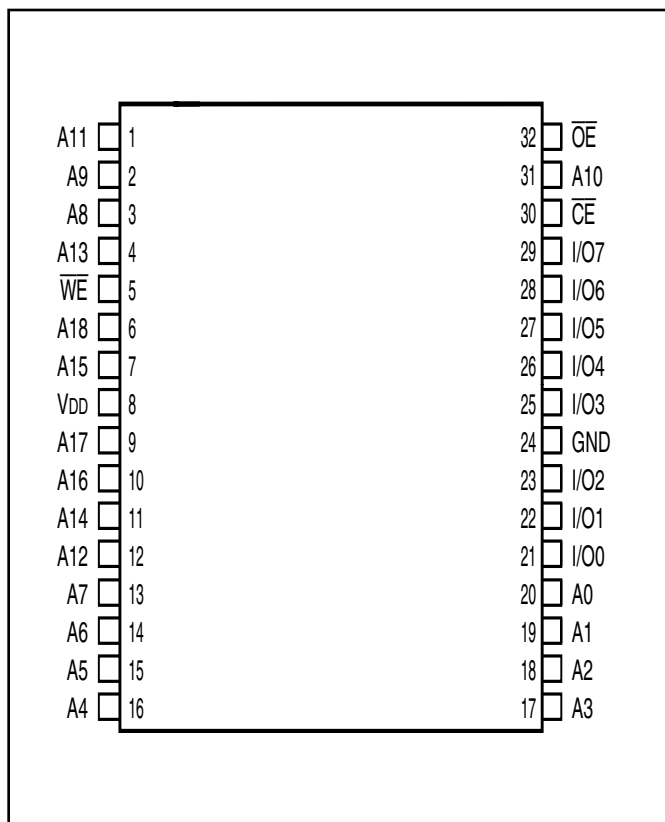 A11 1 32 O̅E̅
A9 2 31 A10
A8 3 30 C̅E̅
A13 4 29 I/O7
W̅E̅ 5 28 I/O6
A18 6 27 I/O5
A15 7 26 I/O4
VDD 8 25 I/O3
A17 9 24 GND
A16 10 23 I/O2
A14 11 22 I/O1
A12 12 21 I/O0
A7 13 20 A0
A6 14 19 A1
A5 15 18 A2
A4 16 17 A3